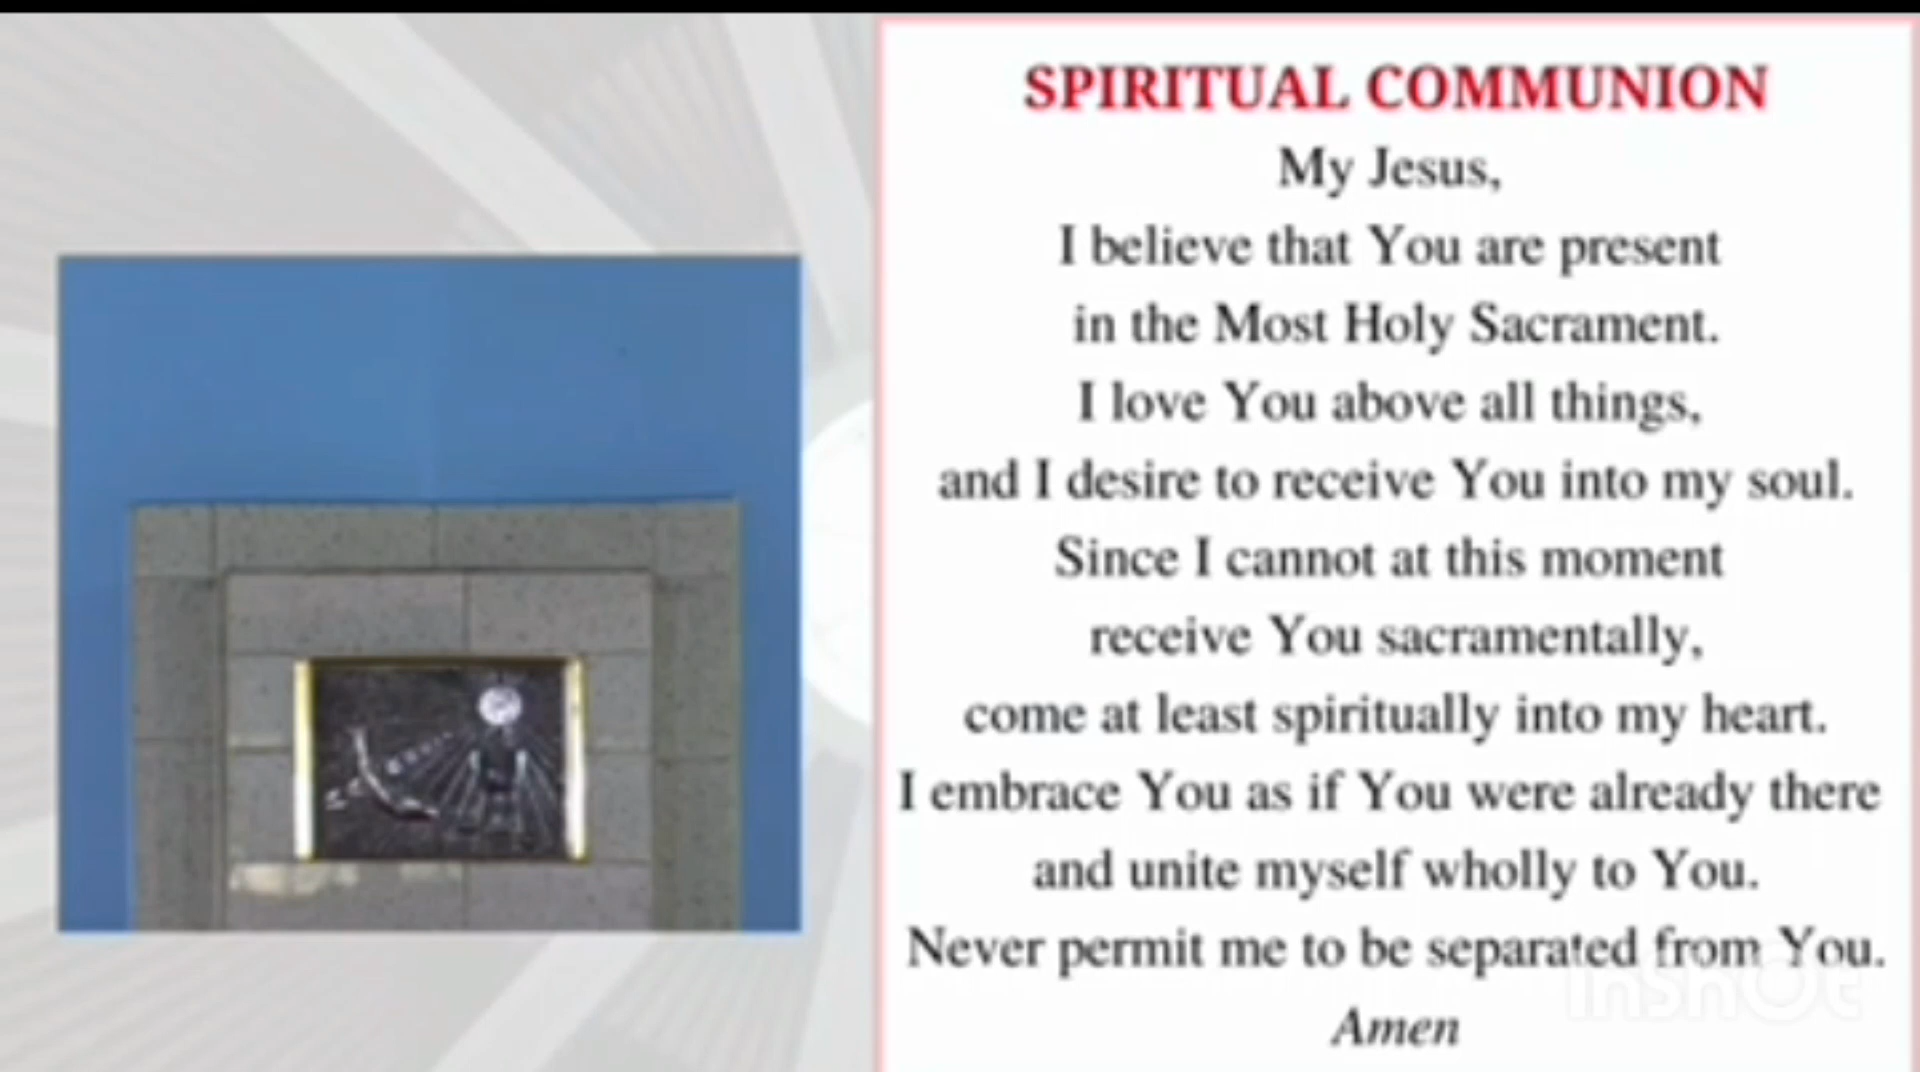 SPIRITUAL COMMUNION
My Jesus,
I believe that You are present
in the Most Holy Sacrament.
I love You above all things,
and I desire to receive You into my soul.
Since I cannot at this moment
receive You sacramentally,
come at least spiritually into my heart.
I embrace You as if You were already there
and unite myself wholly to You.
Never permit me to be separated from You.
InShOt
Amen